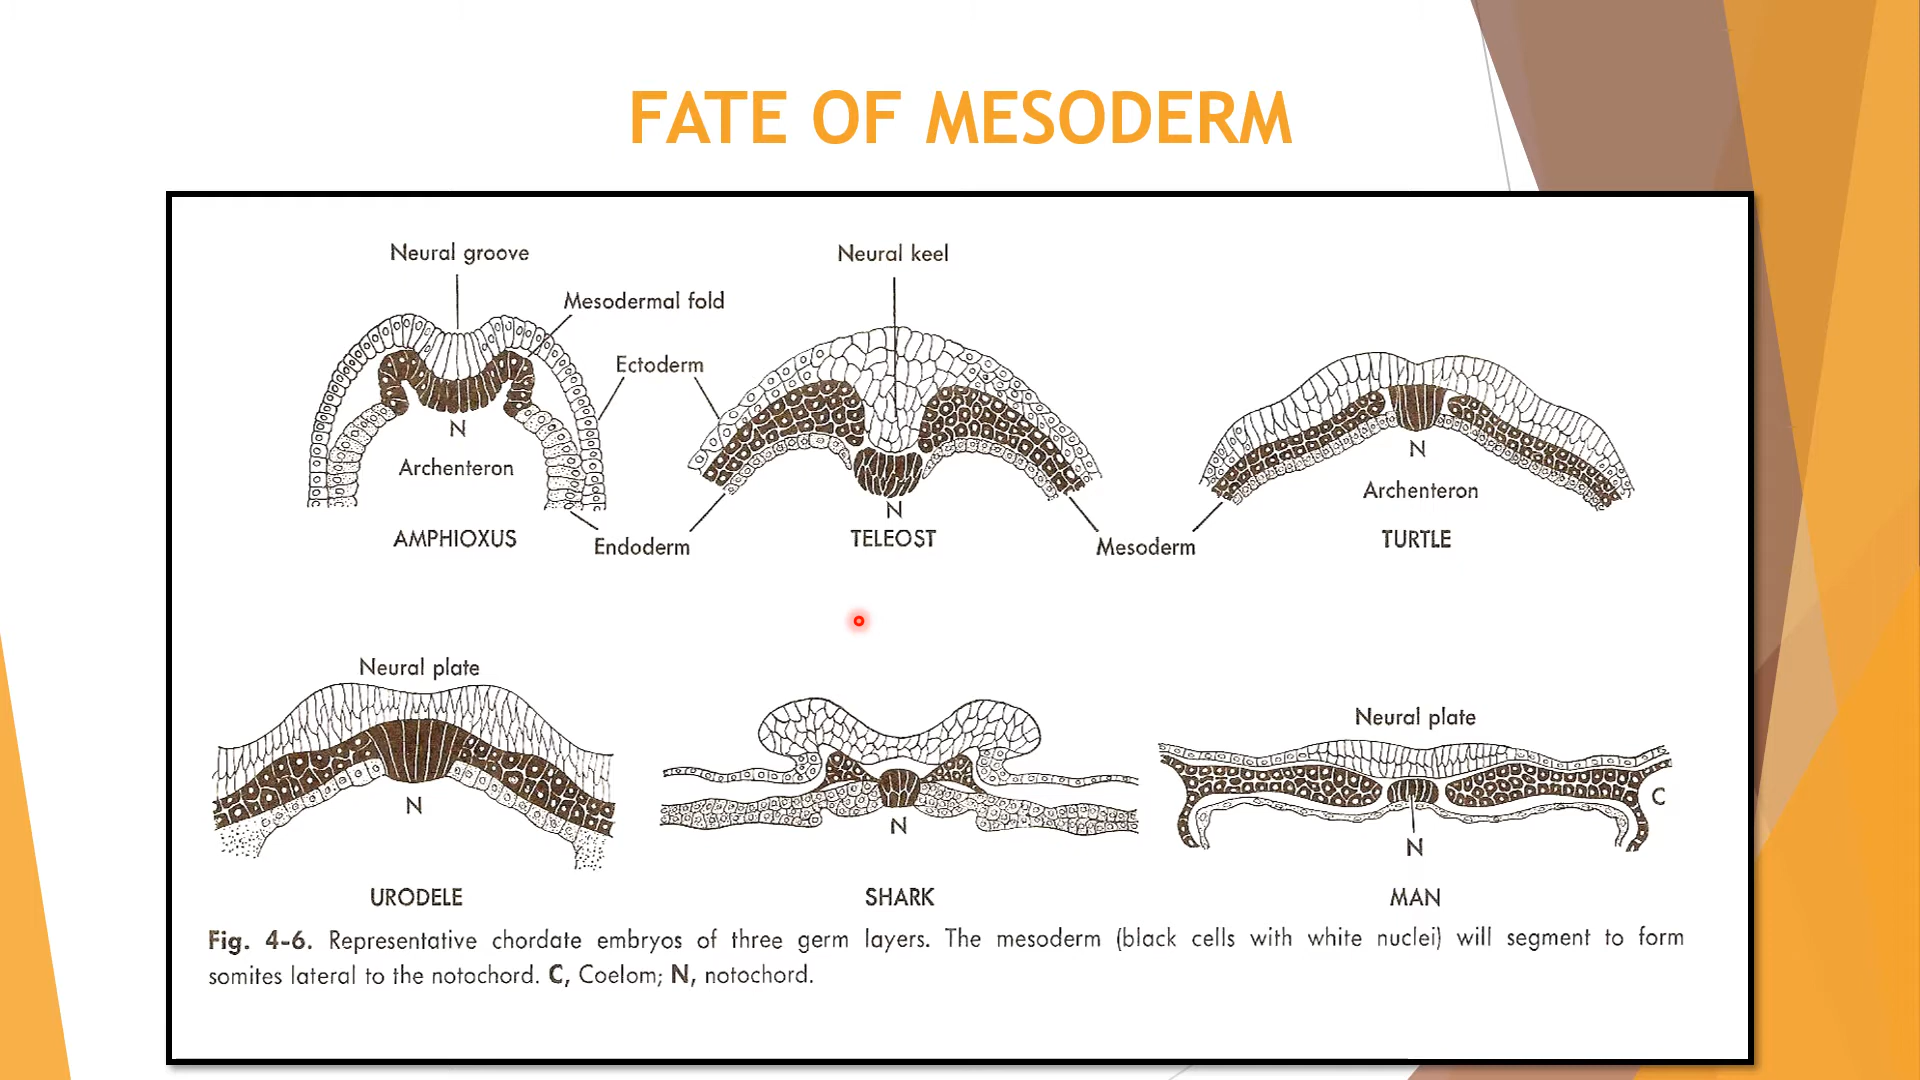 FATE OF MESODERM
Neural groove
Neural keel
Mesodermal fold
Ectoderm
N
Archenteron
N
Archenteron
N
AMPHIOXUS
Endoderm
TELEOST
Mesoderm
TURTLE
Neural plate
Neural plate
N
N
C
N
URODELE
SHARK
MAN
Fig. 4-6. Representative chordate embryos of three germ layers. The mesoderm (black cells with white nuclei) will segment to form
somites lateral to the notochord. C, Coelom; N, notochord.